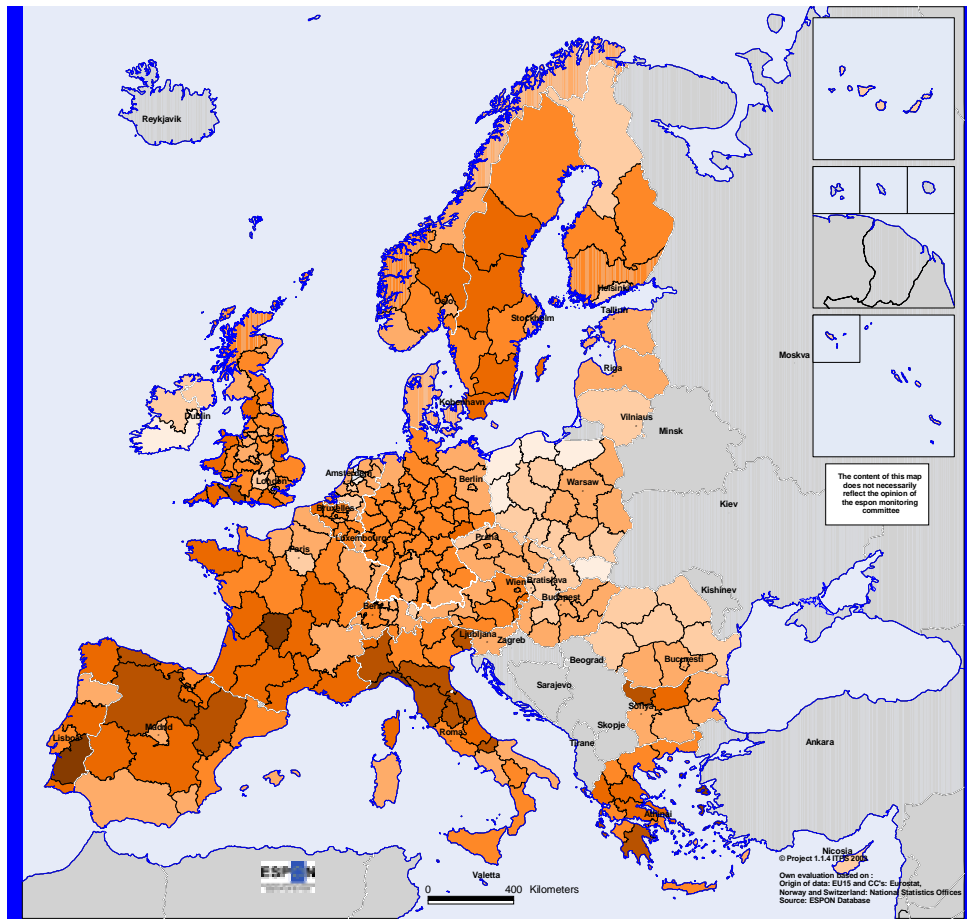 Reykjavik
Oslo
Helsinki
Tallinn
Stockholm
Moskva
Riga
København
Vilniaus
Minsk
Dublin
The content of this map
does not necessarily
reflect the opinion of
the espon monitoring
committee
Amsterdam
London
Berlin
Warsaw
Bruxelles
Kiev
Luxembourg
Praha
Paris
Wien
Bratislava
Budapest
Kishinev
Bern
Ljubljana
Zagreb
Beograd
Bucuresti
Sarajevo
Sofiya
Madrid
Lisboa
Roma
Skopje
Tirane
Ankara
Athinai
Nicosia
© Project 1.1.4 ITPS
ESPON
Valetta
Own evaluation based on :
Origin of data: EU15 and CC's: Eurostat,
Norway and Switzerland: National Statistics Offices
Source: ESPON Database
0 400 Kilometers